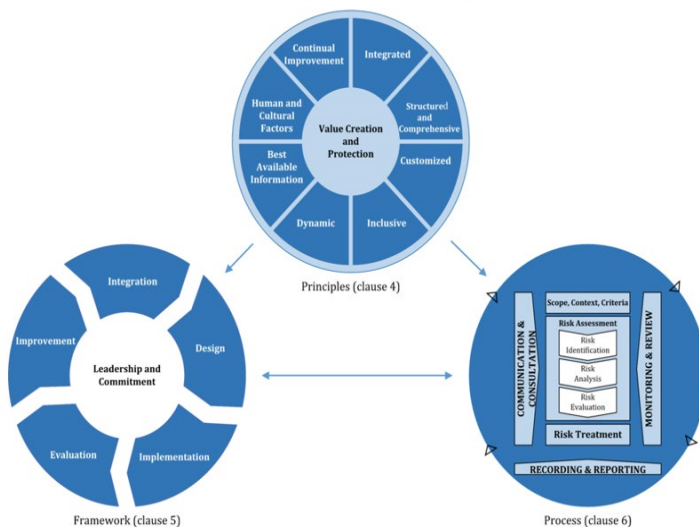 Continual
Improvement
Integrated
Human and
Cultural
Factors
Structured
and
Comprehensive
Value Creation
and
Protection
Best
Available
Information
Customized
Dynamic
Inclusive
Principles (clause 4)
Integration
Improvement
Design
Leadership and
Commitment
Evaluation
Implementation
Framework (clause 5)
Scope, Context, Criteria
Risk Assessment
Risk
Identification
Risk
Analysis
Risk
Evaluation
Risk Treatment
COMMUNICATION &
CONSULTATION
MONITORING & REVIEW
RECORDING & REPORTING
Process (clause 6)